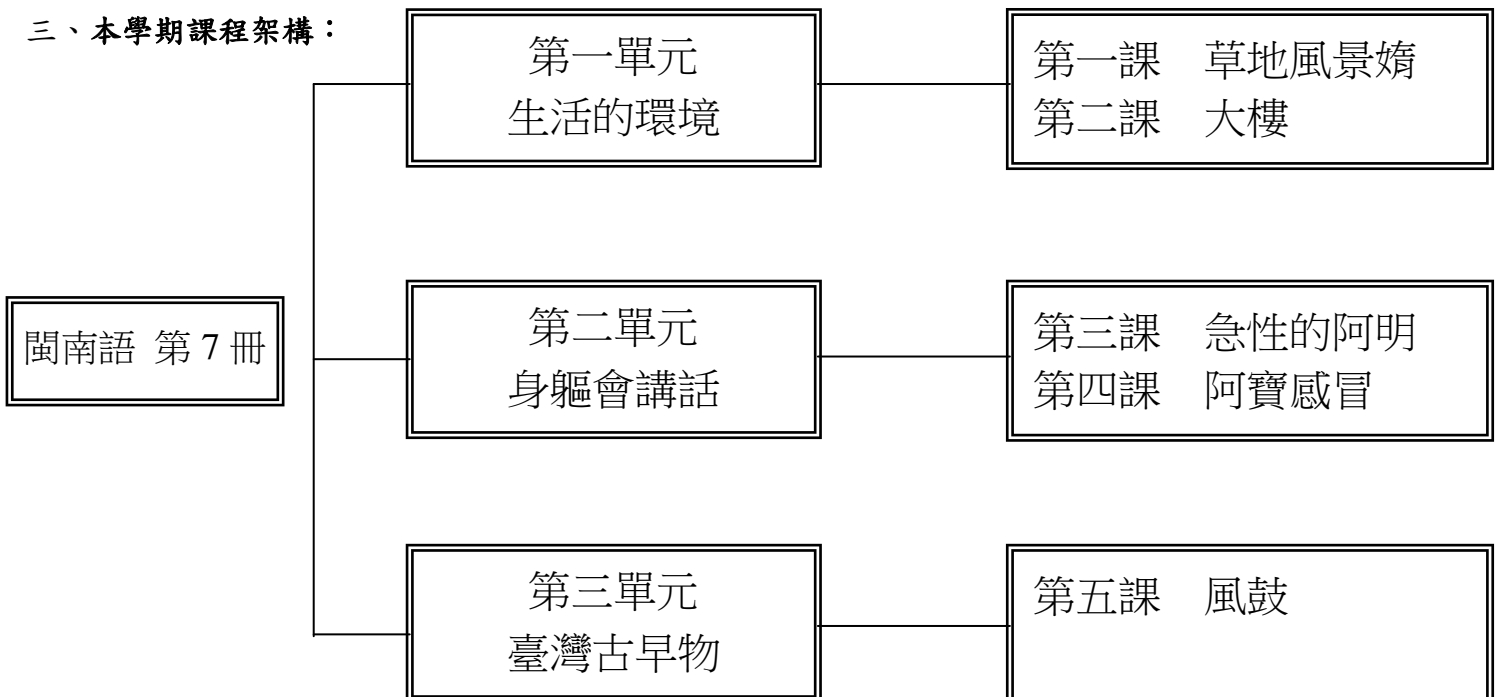 三、本學期課程架構：
第一單元
生活的環境
第一課　草地風景媠
第二課　大樓
閩南語 第 7 冊
第二單元
身軀會講話
第三課　急性的阿明
第四課　阿寶感冒
第三單元
臺灣古早物
第五課　風鼓